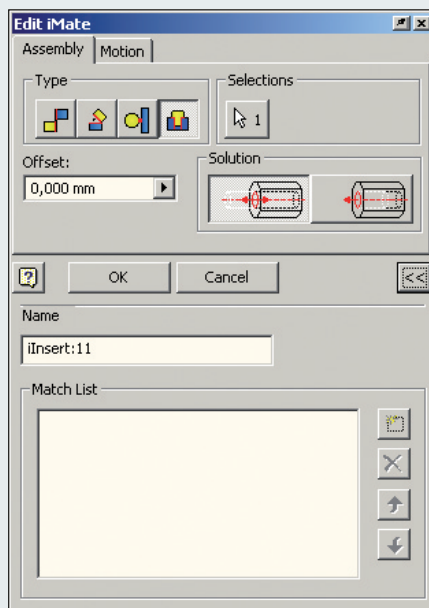 Edit iMate
Assembly Motion
Type
Selections
1
Offset:
0,000 mm
Solution
OK Cancel <<
Name
iInsert:11
Match List